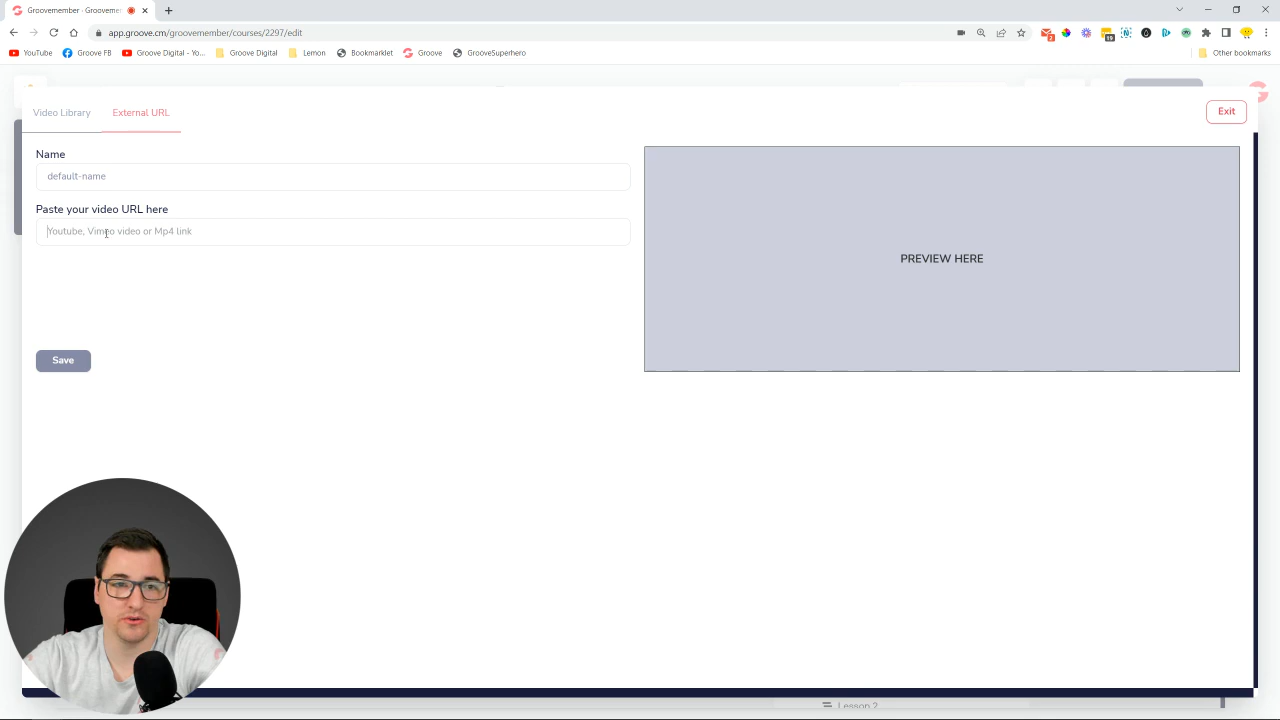 Groovemember · Grooveme
app.groove.cm/groovemember/courses/2297/edit
YouTube
Groove FB
Groove Digital - Yo...
Groove Digital
Lemon
Bookmarklet
Groove
GrooveSuperhero
Other bookmarks
Video Library
External URL
Exit
Name
default-name
Paste your video URL here
Youtube, Vimeo video or Mp4 link
PREVIEW HERE
Save
Lesson 2